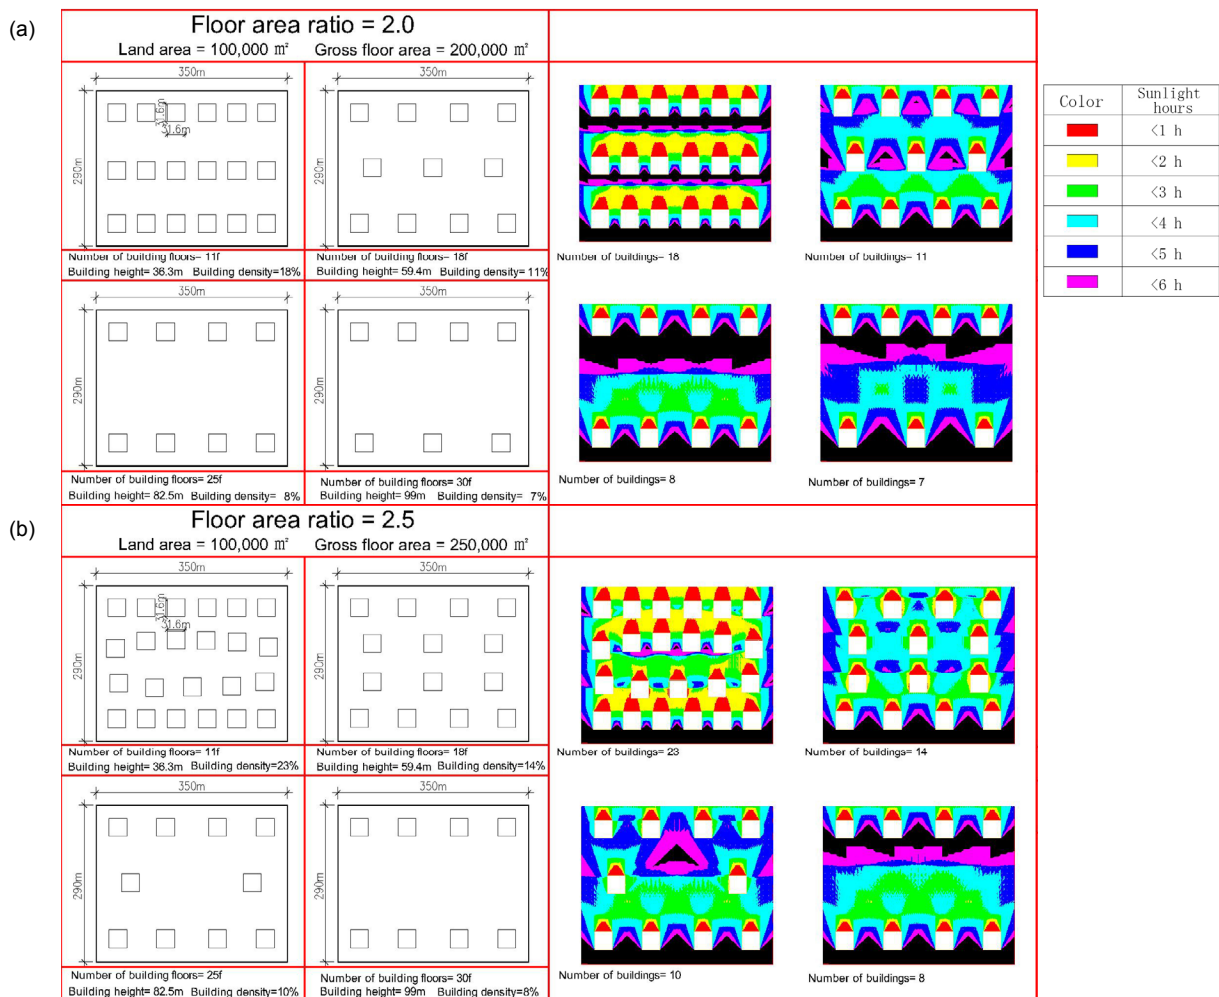 (a)
Floor area ratio = 2.0
Land area = 100,000 ㎡ Gross floor area = 200,000 ㎡
350m
290m
31.6m
31.6m
Number of building floors= 11f
Building height= 36.3m Building density=18%
350m
290m
Number of building floors= 18f
Building height= 59.4m Building density= 11%
Number of buildings= 18
Number of buildings= 11
Color Sunlight hours
<1 h
<2 h
<3 h
<4 h
<5 h
<6 h
350m
290m
Number of building floors= 25f
Building height= 82.5m Building density= 8%
350m
290m
Number of building floors= 30f
Building height= 99m Building density= 7%
Number of buildings= 8
Number of buildings= 7
(b)
Floor area ratio = 2.5
Land area = 100,000 ㎡ Gross floor area = 250,000 ㎡
350m
290m
31.6m
31.6m
Number of building floors= 11f
Building height= 36.3m Building density=23%
350m
290m
Number of building floors= 18f
Building height= 59.4m Building density=14%
Number of buildings= 23
Number of buildings= 14
350m
290m
Number of building floors= 25f
Building height= 82.5m Building density=10%
350m
290m
Number of building floors= 30f
Building height= 99m Building density=8%
Number of buildings= 10
Number of buildings= 8